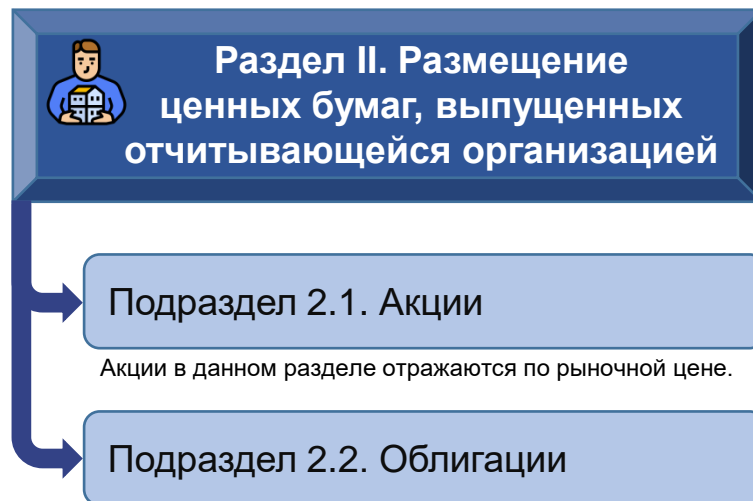 Раздел II. Размещение
ценных бумаг, выпущенных
отчитывающейся организацией
Подраздел 2.1. Акции
Акции в данном разделе отражаются по рыночной цене.
Подраздел 2.2. Облигации